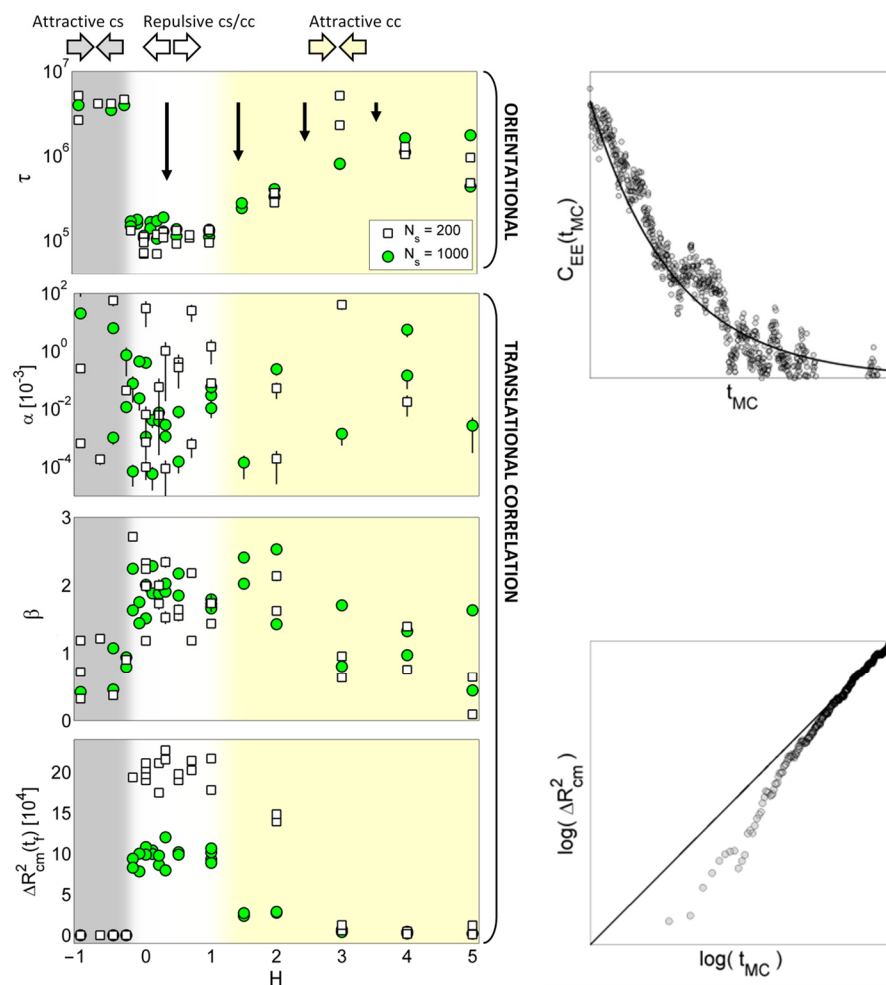 Attractive cs Repulsive cs/cc Attractive cc
10^7
10^6
10^5
τ
N_s = 200
N_s = 1000
ORIENTATIONAL
10^2
10^0
10^-2
10^-4
α [10^-3]
TRANSLATIONAL CORRELATION
3
2
1
0
β
20
15
10
5
0
ΔR^2_cm(t_f) [10^4]
−1 0 1 2 3 4 5
H
C_EE(t_MC)
t_MC
log( ΔR^2_cm)
log( t_MC )